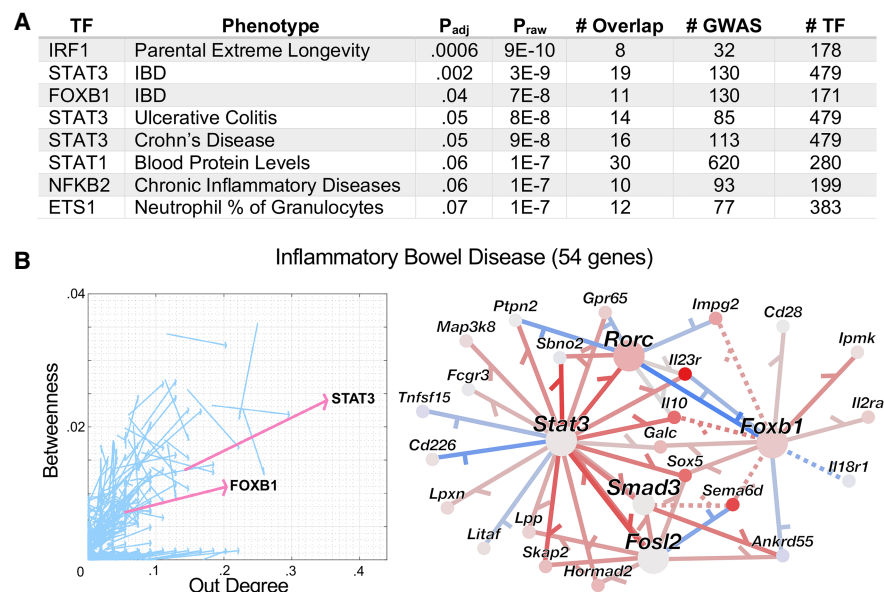 A
TF Phenotype Padj Praw # Overlap # GWAS # TF
IRF1 Parental Extreme Longevity .0006 9E-10 8 32 178
STAT3 IBD .002 3E-9 19 130 479
FOXB1 IBD .04 7E-8 11 130 171
STAT3 Ulcerative Colitis .05 8E-8 14 85 479
STAT3 Crohn's Disease .05 9E-8 16 113 479
STAT1 Blood Protein Levels .06 1E-7 30 620 280
NFKB2 Chronic Inflammatory Diseases .06 1E-7 10 93 199
ETS1 Neutrophil % of Granulocytes .07 1E-7 12 77 383
B
Inflammatory Bowel Disease (54 genes)
.04
.02
0 .1 .2 .3 .4
Betweenness
Out Degree
STAT3
FOXB1
Ptpn2
Gpr65
Impg2
Cd28
Map3k8
Sbno2
Rorc
Il23r
Ipmk
Fcgr3
Tnfsf15
Il10
Il2ra
Stat3
Galc
Foxb1
Cd226
Sox5
Il18r1
Lpxn
Smad3
Sema6d
Litaf
Lpp
Fosl2
Ankrd55
Skap2
Hormad2